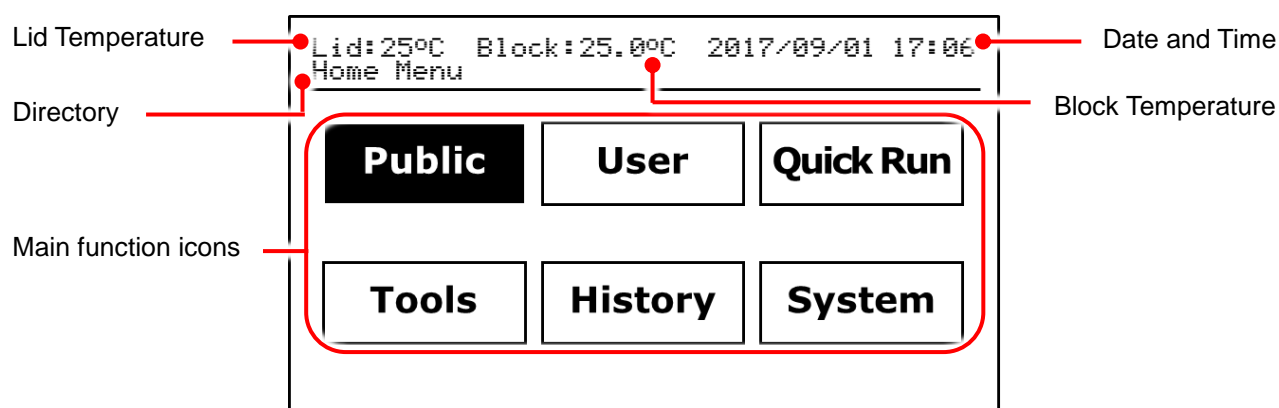 Lid Temperature
Lid:25ºC Block:25.0ºC 2017/09/01 17:06
Date and Time
Home Menu
Directory
Block Temperature
Public User Quick Run
Main function icons
Tools History System